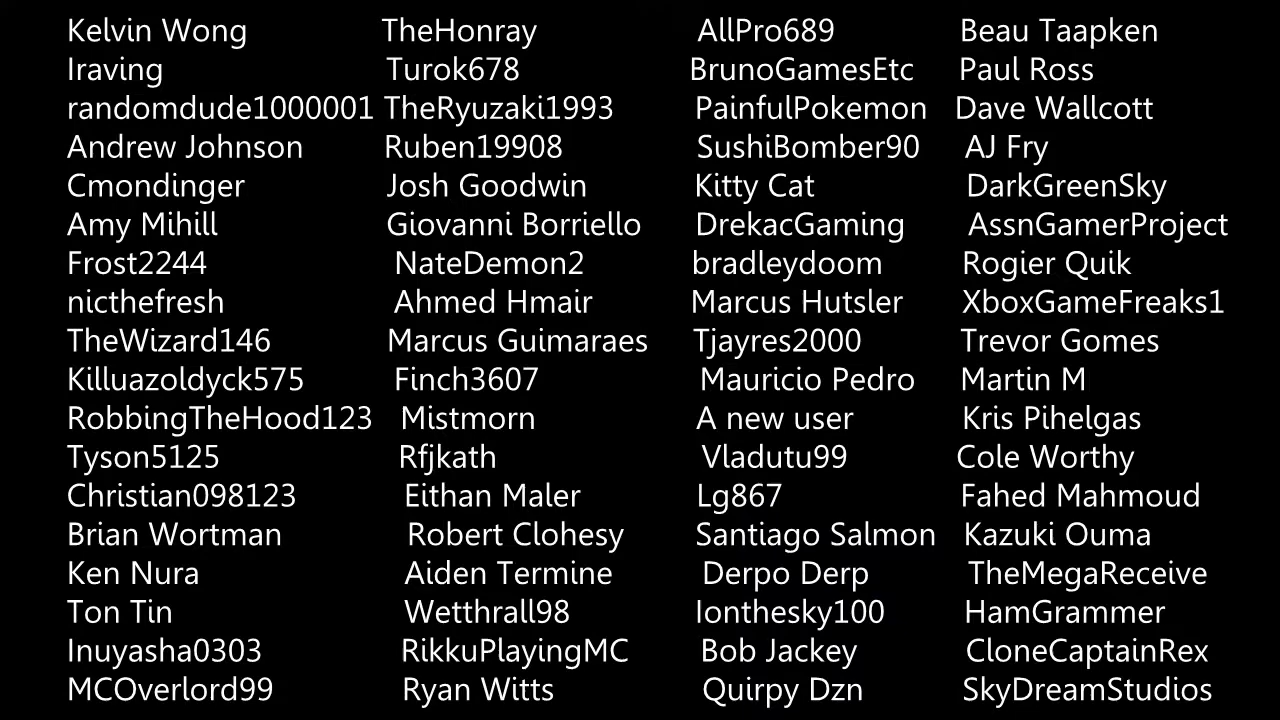 Kelvin Wong TheHonray AllPro689 Beau Taapken
Iraving Turok678 BrunoGamesEtc Paul Ross
randomdude1000001 TheRyuzaki1993 PainfulPokemon Dave Wallcott
Andrew Johnson Ruben19908 SushiBomber90 AJ Fry
Cmondinger Josh Goodwin Kitty Cat DarkGreenSky
Amy Mihill Giovanni Borriello DrekacGaming AssnGamerProject
Frost2244 NateDemon2 bradleydoom Rogier Quik
nicthefresh Ahmed Hmair Marcus Hutsler XboxGameFreaks1
TheWizard146 Marcus Guimaraes Tjayres2000 Trevor Gomes
Killuazoldyck575 Finch3607 Mauricio Pedro Martin M
RobbingTheHood123 Mistmorn A new user Kris Pihelgas
Tyson5125 Rfjkath Vladutu99 Cole Worthy
Christian098123 Eithan Maler Lg867 Fahed Mahmoud
Brian Wortman Robert Clohesy Santiago Salmon Kazuki Ouma
Ken Nura Aiden Termine Derpo Derp TheMegaReceive
Ton Tin Wetthrall98 Ionthesky100 HamGrammer
Inuyasha0303 RikkuPlayingMC Bob Jackey CloneCaptainRex
MCOverlord99 Ryan Witts Quirpy Dzn SkyDreamStudios